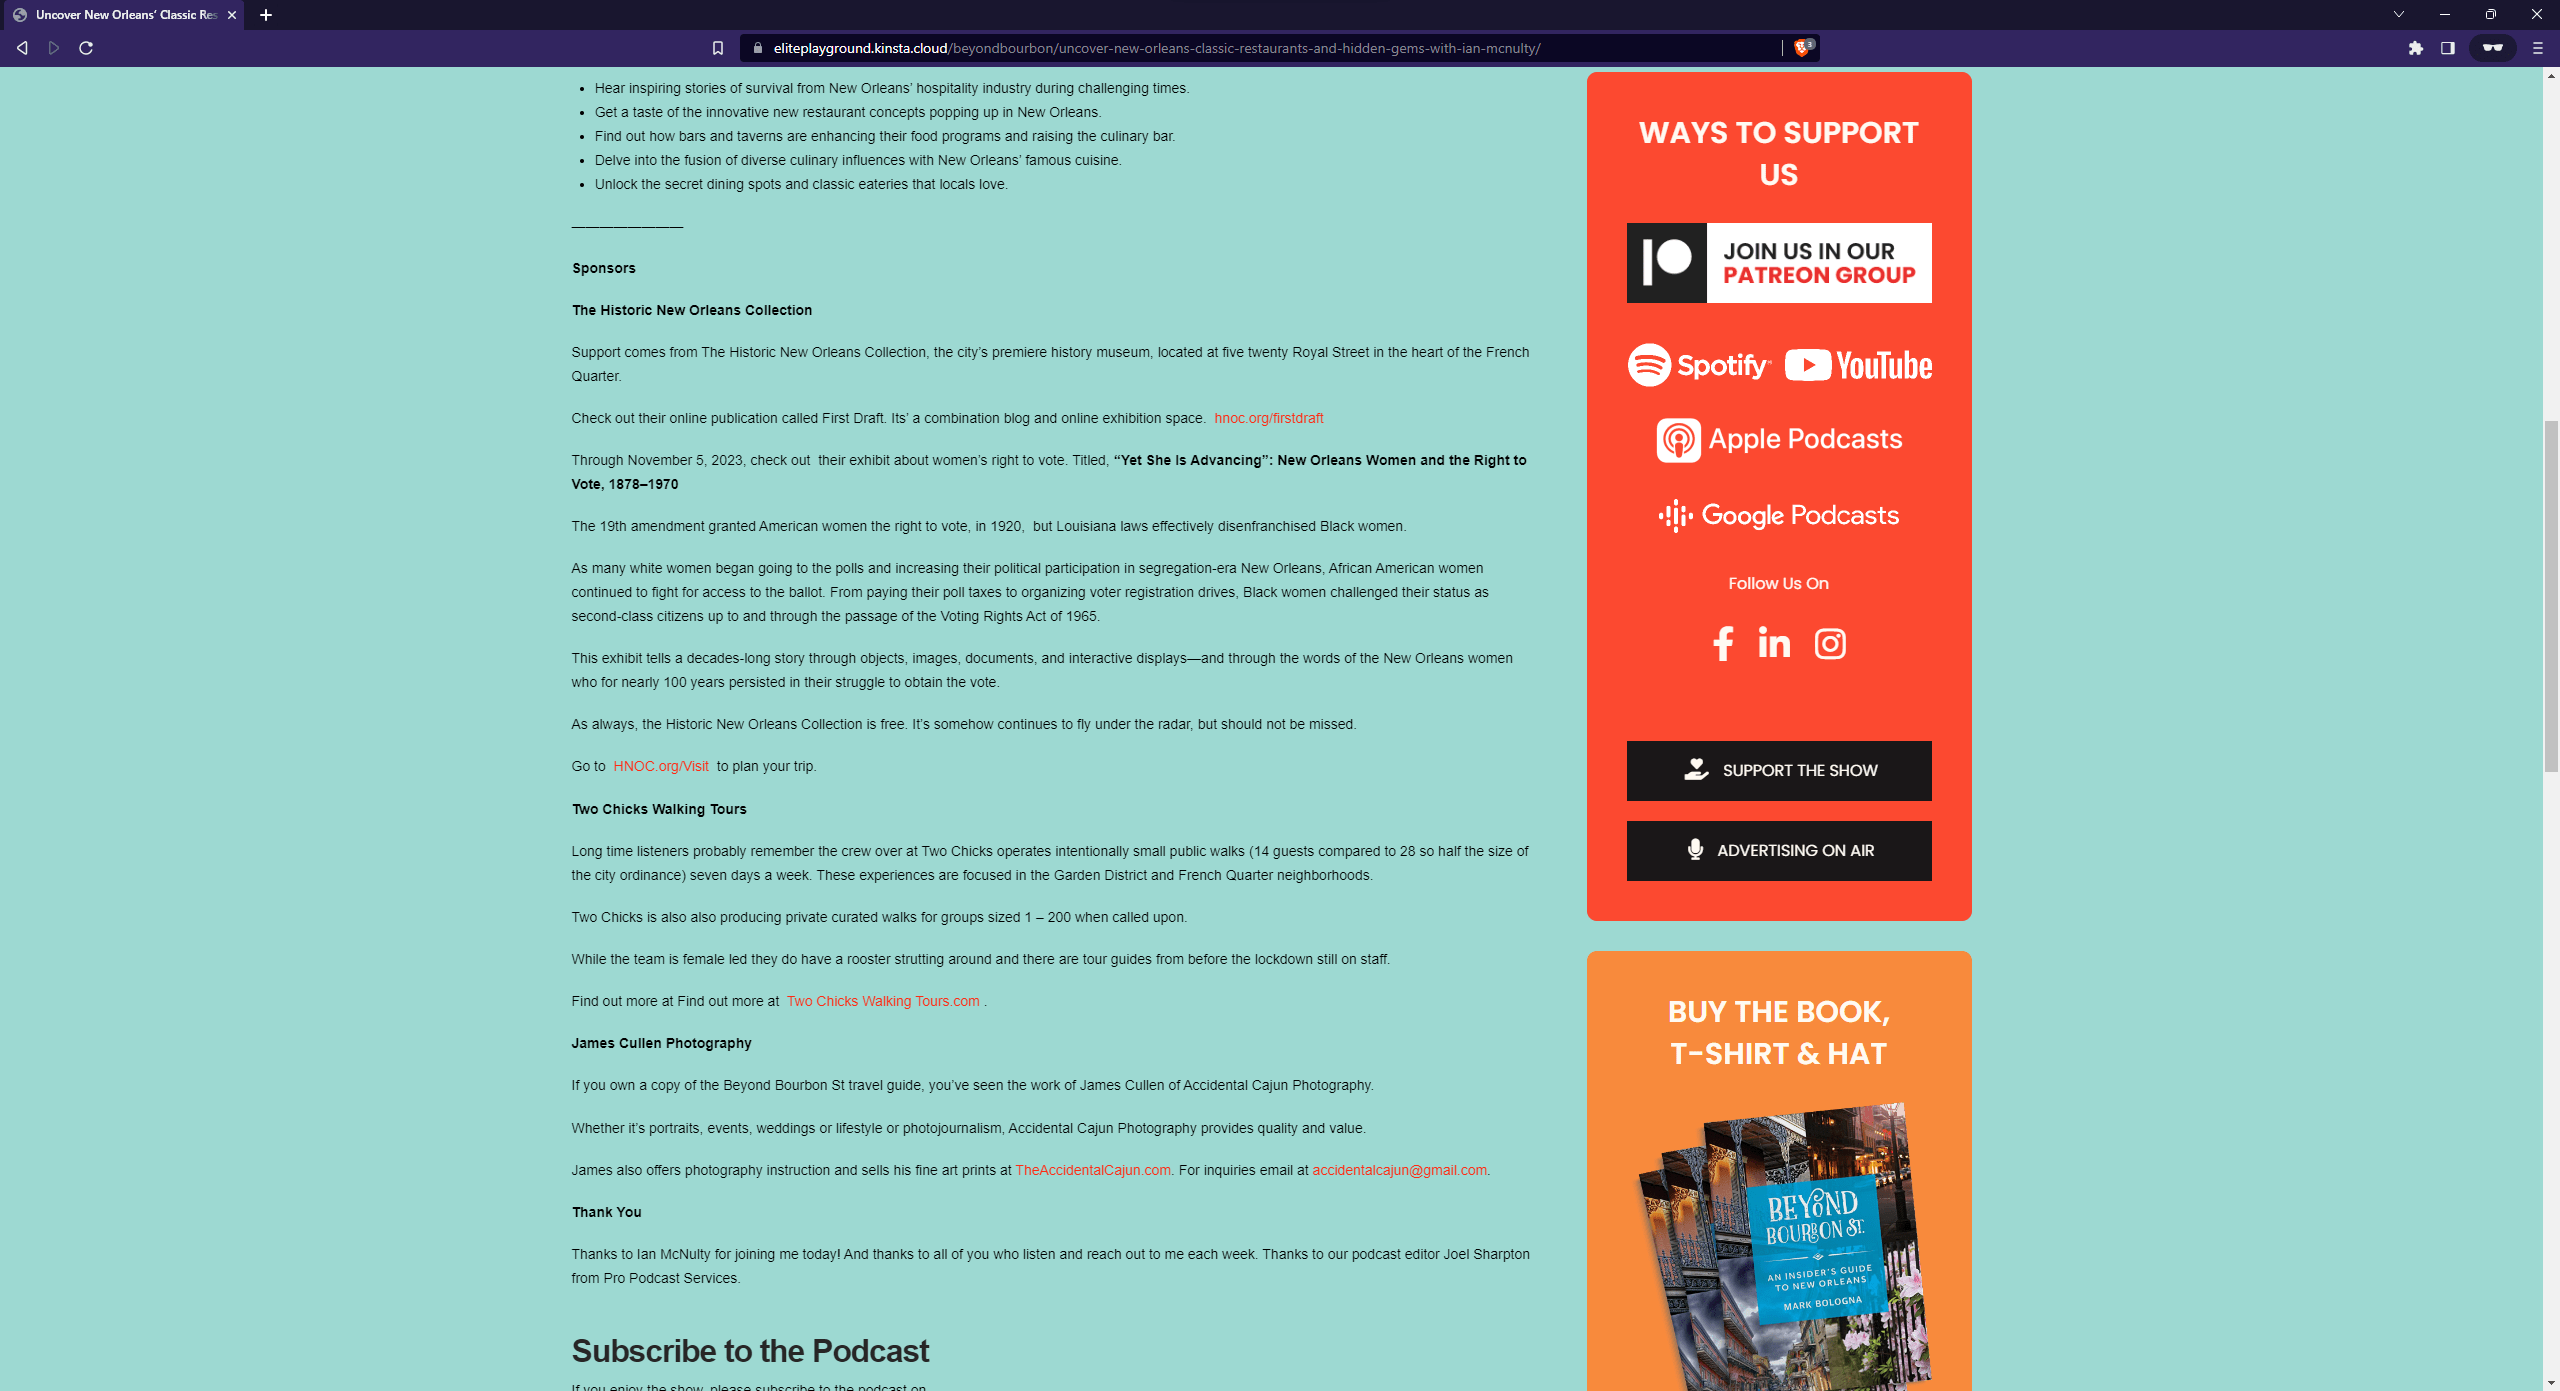 Uncover New Orleans' Classic Res
eliteplayground.kinsta.cloud/beyondbourbon/uncover-new-orleans-classic-restaurants-and-hidden-gems-with-ian-mcnulty/
3
Hear inspiring stories of survival from New Orleans' hospitality industry during challenging times.
Get a taste of the innovative new restaurant concepts popping up in New Orleans.
Find out how bars and taverns are enhancing their food programs and raising the culinary bar.
Delve into the fusion of diverse culinary influences with New Orleans' famous cuisine.
Unlock the secret dining spots and classic eateries that locals love.
————————
Sponsors
The Historic New Orleans Collection
Support comes from The Historic New Orleans Collection, the city's premiere history museum, located at five twenty Royal Street in the heart of the French
Quarter.
Check out their online publication called First Draft. Its' a combination blog and online exhibition space.  hnoc.org/firstdraft
Through November 5, 2023, check out  their exhibit about women's right to vote. Titled, “Yet She Is Advancing”: New Orleans Women and the Right to
Vote, 1878–1970
The 19th amendment granted American women the right to vote, in 1920,  but Louisiana laws effectively disenfranchised Black women.
As many white women began going to the polls and increasing their political participation in segregation-era New Orleans, African American women
continued to fight for access to the ballot. From paying their poll taxes to organizing voter registration drives, Black women challenged their status as
second-class citizens up to and through the passage of the Voting Rights Act of 1965.
This exhibit tells a decades-long story through objects, images, documents, and interactive displays—and through the words of the New Orleans women
who for nearly 100 years persisted in their struggle to obtain the vote.
As always, the Historic New Orleans Collection is free. It's somehow continues to fly under the radar, but should not be missed.
Go to  HNOC.org/Visit  to plan your trip.
Two Chicks Walking Tours
Long time listeners probably remember the crew over at Two Chicks operates intentionally small public walks (14 guests compared to 28 so half the size of
the city ordinance) seven days a week. These experiences are focused in the Garden District and French Quarter neighborhoods.
Two Chicks is also also producing private curated walks for groups sized 1 – 200 when called upon.
While the team is female led they do have a rooster strutting around and there are tour guides from before the lockdown still on staff.
Find out more at Find out more at  Two Chicks Walking Tours.com .
James Cullen Photography
If you own a copy of the Beyond Bourbon St travel guide, you've seen the work of James Cullen of Accidental Cajun Photography.
Whether it's portraits, events, weddings or lifestyle or photojournalism, Accidental Cajun Photography provides quality and value.
James also offers photography instruction and sells his fine art prints at TheAccidentalCajun.com. For inquiries email at accidentalcajun@gmail.com.
Thank You
Thanks to Ian McNulty for joining me today! And thanks to all of you who listen and reach out to me each week. Thanks to our podcast editor Joel Sharpton
from Pro Podcast Services.
Subscribe to the Podcast
If you enjoy the show, please subscribe to the podcast on
WAYS TO SUPPORT
US
JOIN US IN OUR
PATREON GROUP
Spotify
YouTube
Apple Podcasts
Google Podcasts
Follow Us On
SUPPORT THE SHOW
ADVERTISING ON AIR
BUY THE BOOK,
T-SHIRT & HAT
BEYOND
BOURBON ST.
AN INSIDER'S GUIDE
TO NEW ORLEANS
MARK BOLOGNA